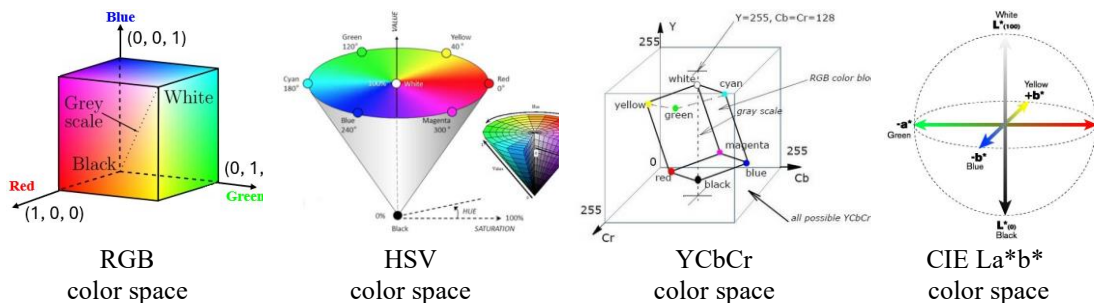 Blue
(0, 0, 1)
Grey
scale
White
Black
(0, 1,
Red
Green
(1, 0, 0)
RGB
color space
VALUE
Green
120°
Yellow
40°
Cyan
180°
100%
White
Red
0°
Blue
240°
Magenta
300°
0%
Black
HUE
SATURATION
100%
HSV
color space
Y
Y=255, Cb=Cr=128
255
white
cyan
RGB color bloc
yellow
green
gray scale
magenta
255
0
red
black
blue
Cb
255
Cr
all possible YCbCr
YCbCr
color space
White
L*(100)
Yellow
+b*
-a*
Green
-b*
Blue
L*(0)
Black
CIE La*b*
color space